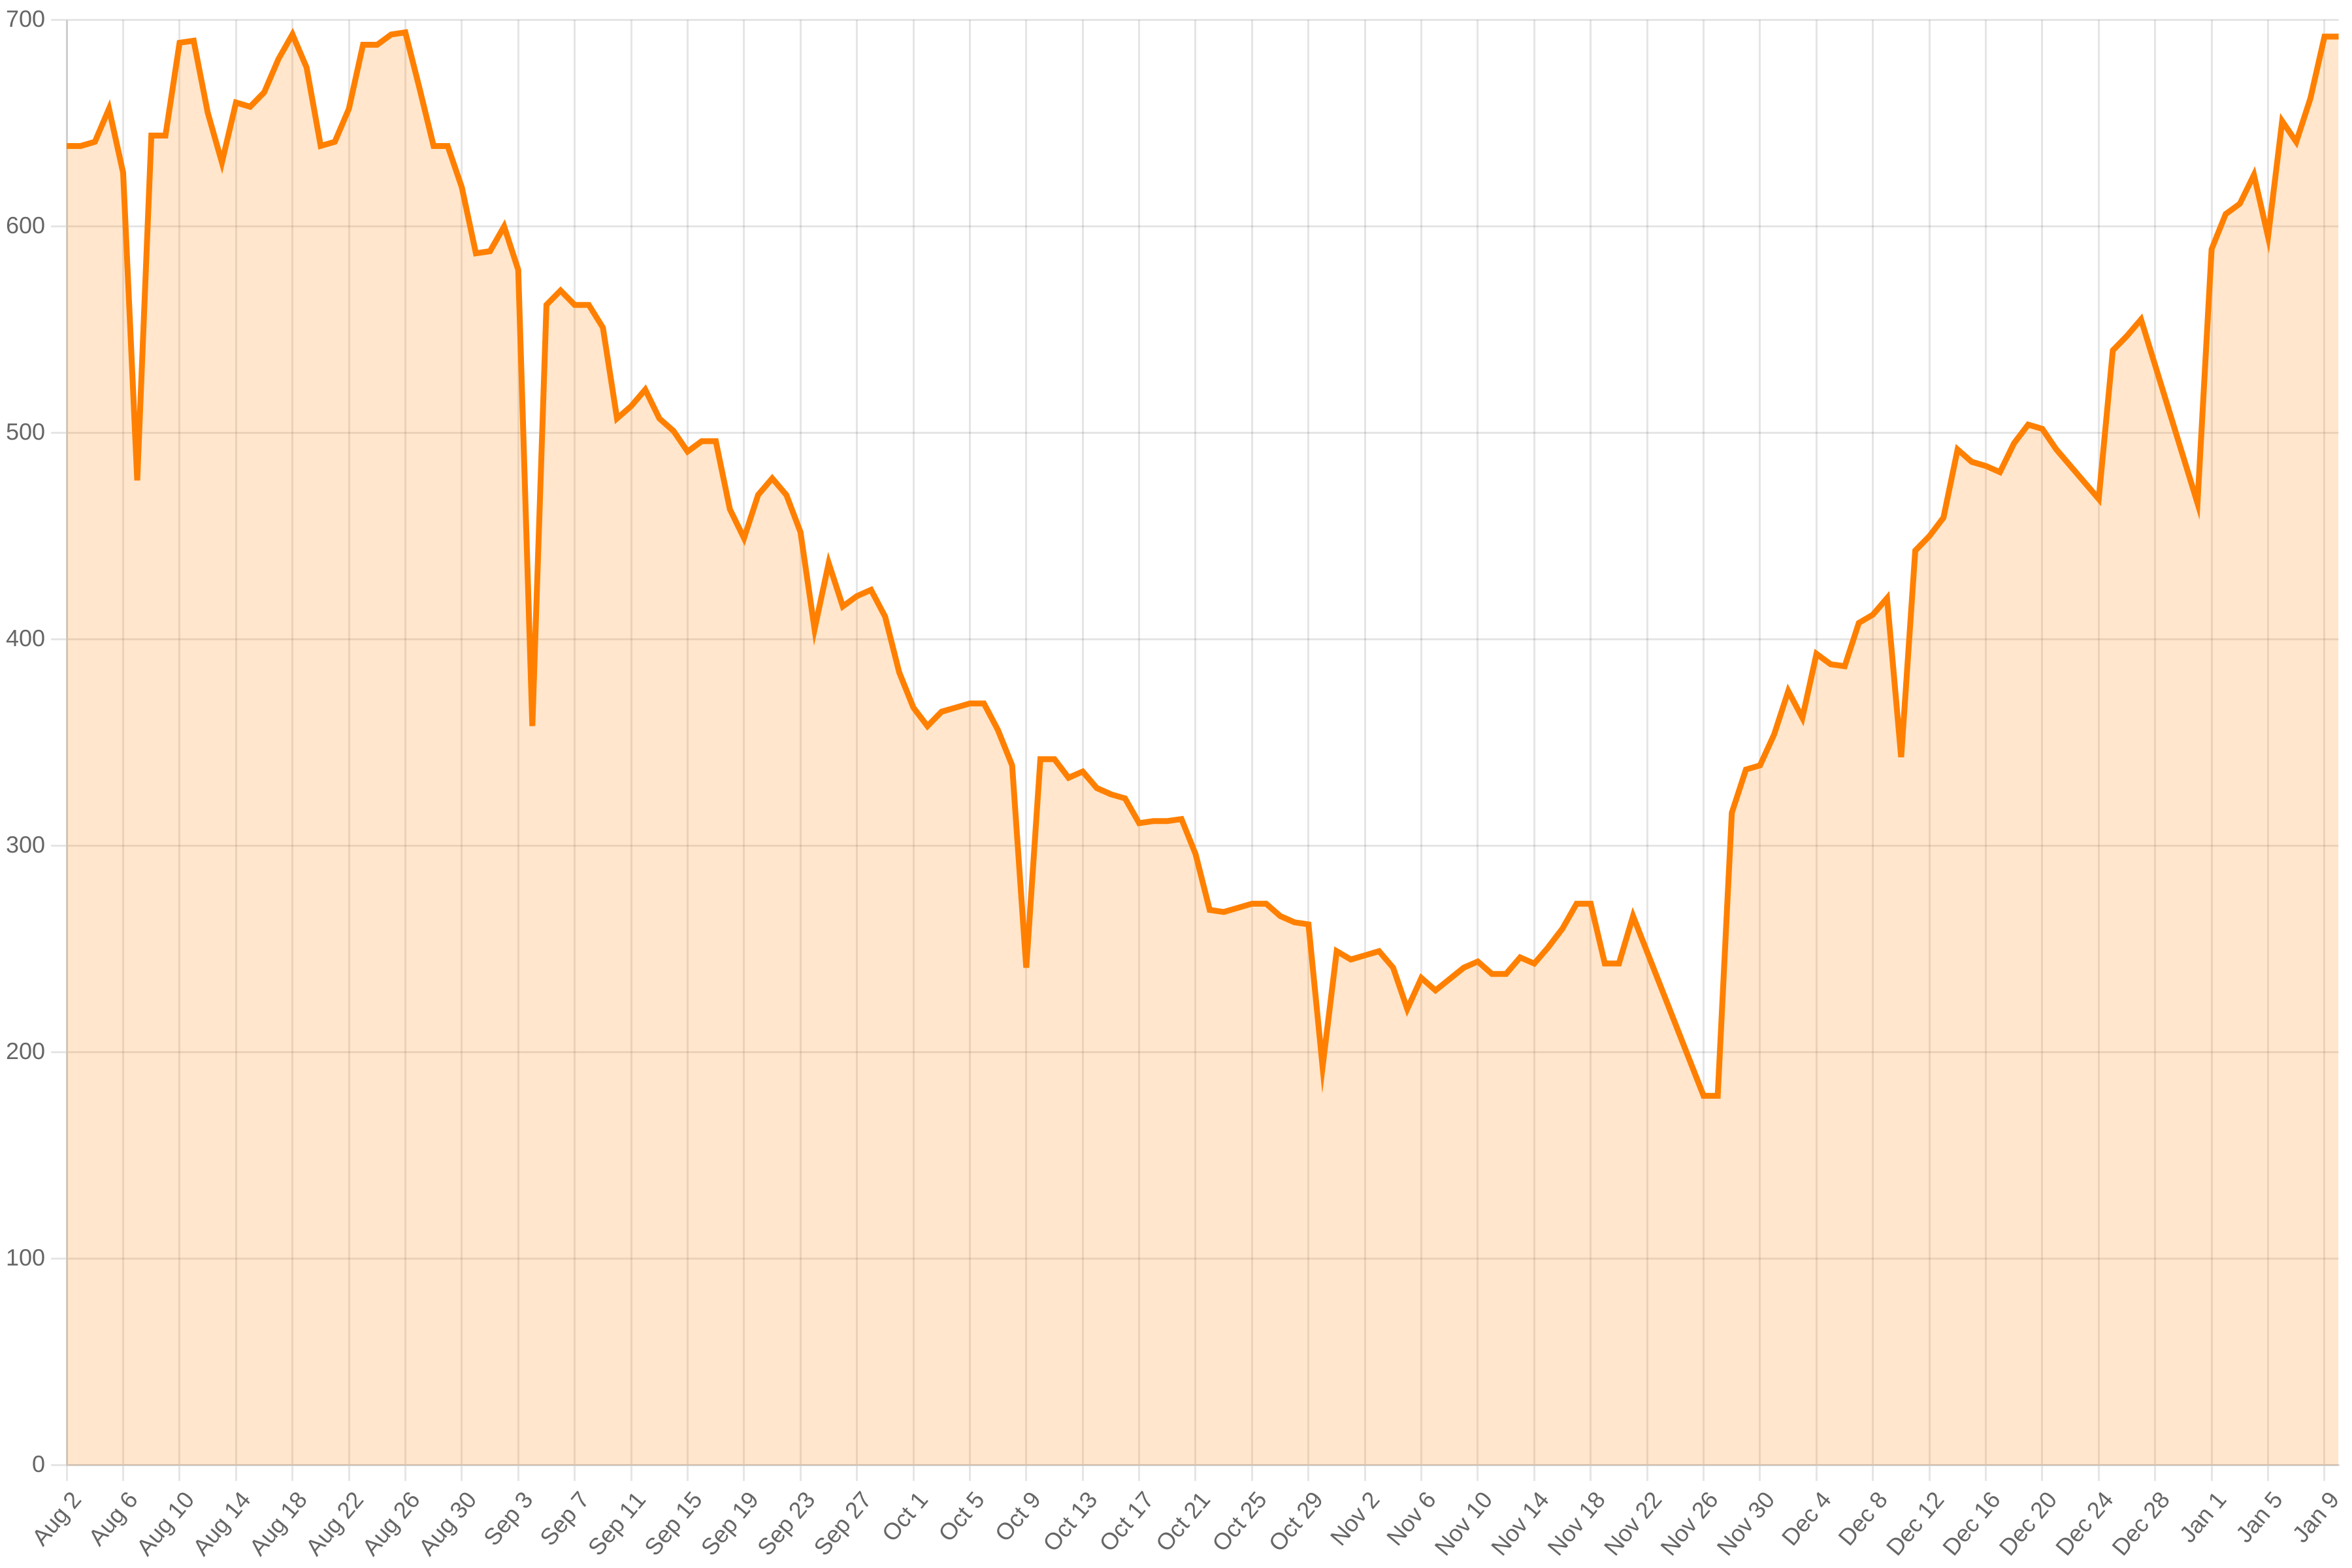 700
600
500
400
300
200
100
0
Aug 2
Aug 6
Aug 10
Aug 14
Aug 18
Aug 22
Aug 26
Aug 30
Sep 3
Sep 7
Sep 11
Sep 15
Sep 19
Sep 23
Sep 27
Oct 1
Oct 5
Oct 9
Oct 13
Oct 17
Oct 21
Oct 25
Oct 29
Nov 2
Nov 6
Nov 10
Nov 14
Nov 18
Nov 22
Nov 26
Nov 30
Dec 4
Dec 8
Dec 12
Dec 16
Dec 20
Dec 24
Dec 28
Jan 1
Jan 5
Jan 9